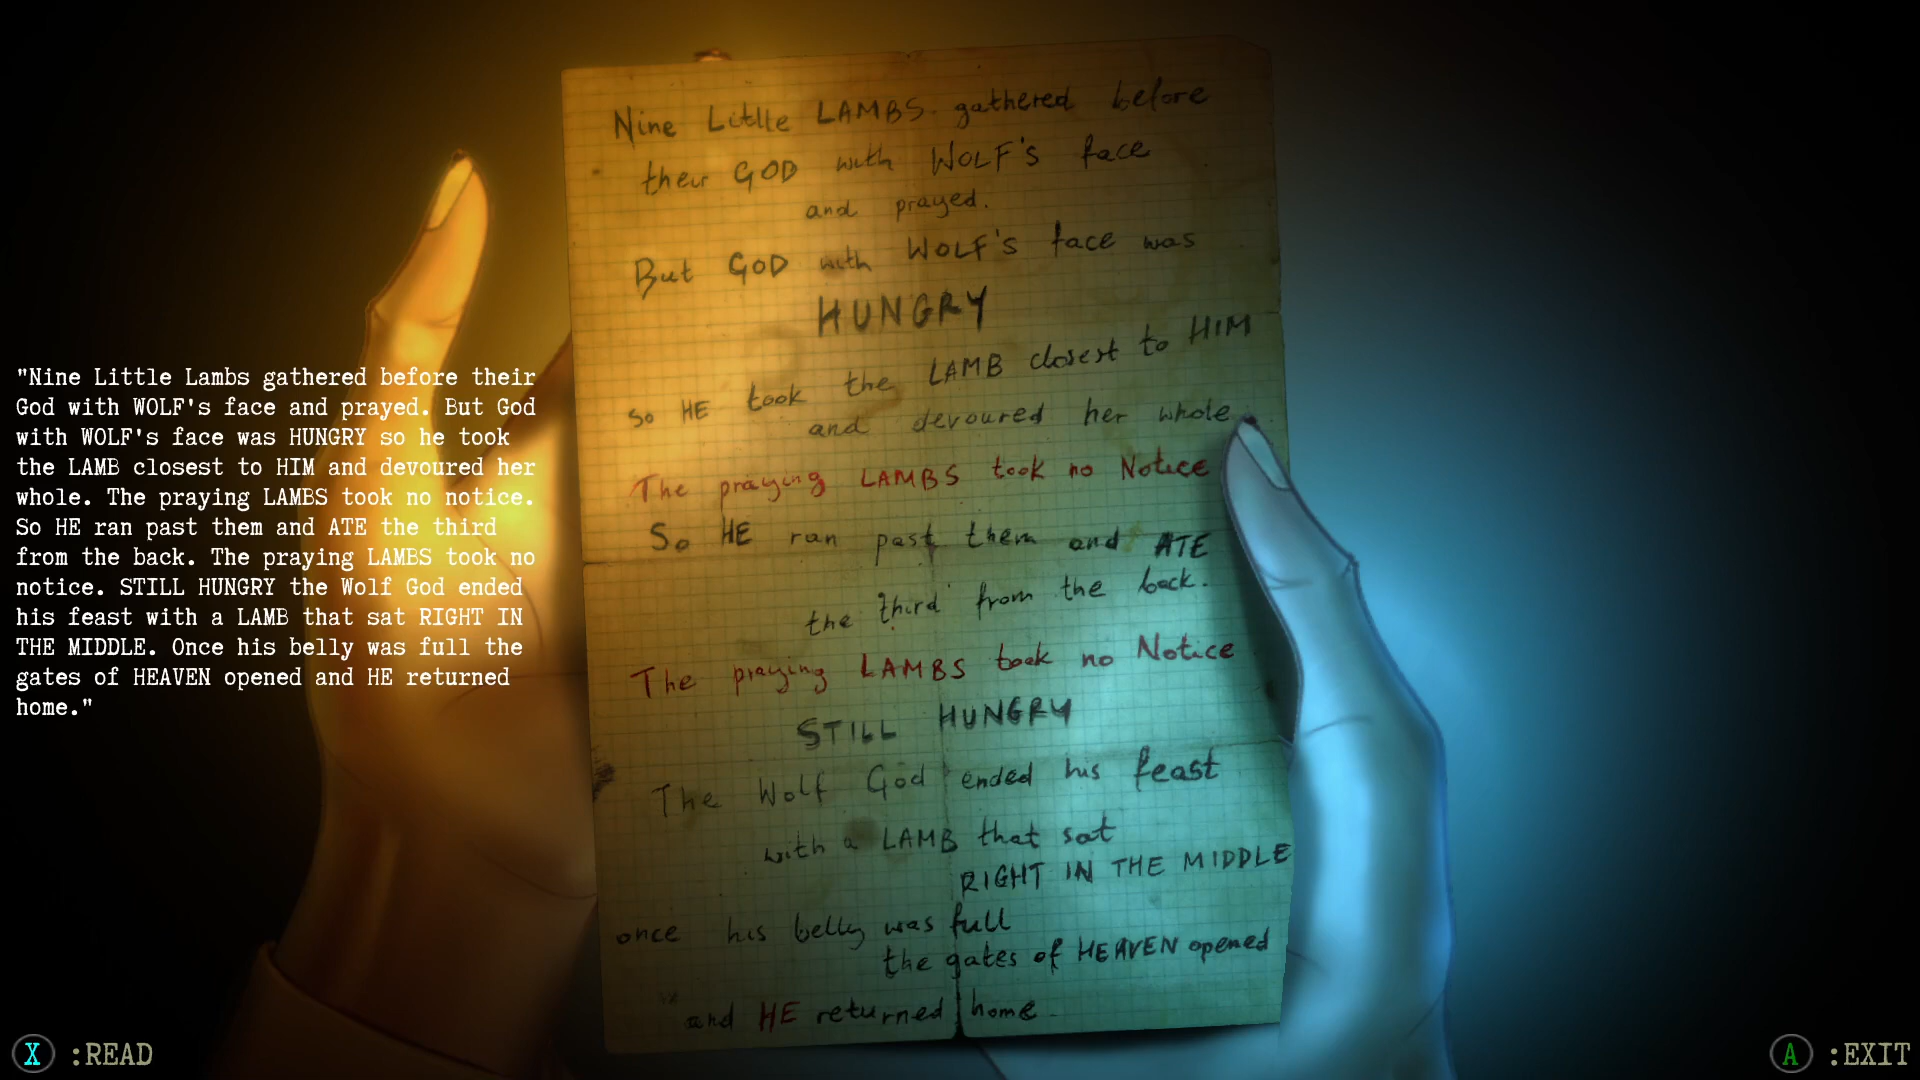 Nine Litlle LAMBS gathered before
their GOD with WOLF'S face
and prayed.
But GOD with WOLF'S face was
HUNGRY
so HE took the LAMB closest to HIM
and devoured her whole
The praying LAMBS took no Notice
So HE ran past them and ATE
the third from the back.
The praying LAMBS took no Notice
STILL HUNGRY
The Wolf God ended his feast
with a LAMB that sat
RIGHT IN THE MIDDLE
once his belly was full
the gates of HEAVEN opened
and HE returned home
"Nine Little Lambs gathered before their
God with WOLF's face and prayed. But God
with WOLF's face was HUNGRY so he took
the LAMB closest to HIM and devoured her
whole. The praying LAMBS took no notice.
So HE ran past them and ATE the third
from the back. The praying LAMBS took no
notice. STILL HUNGRY the Wolf God ended
his feast with a LAMB that sat RIGHT IN
THE MIDDLE. Once his belly was full the
gates of HEAVEN opened and HE returned
home."
X :READ
A :EXIT